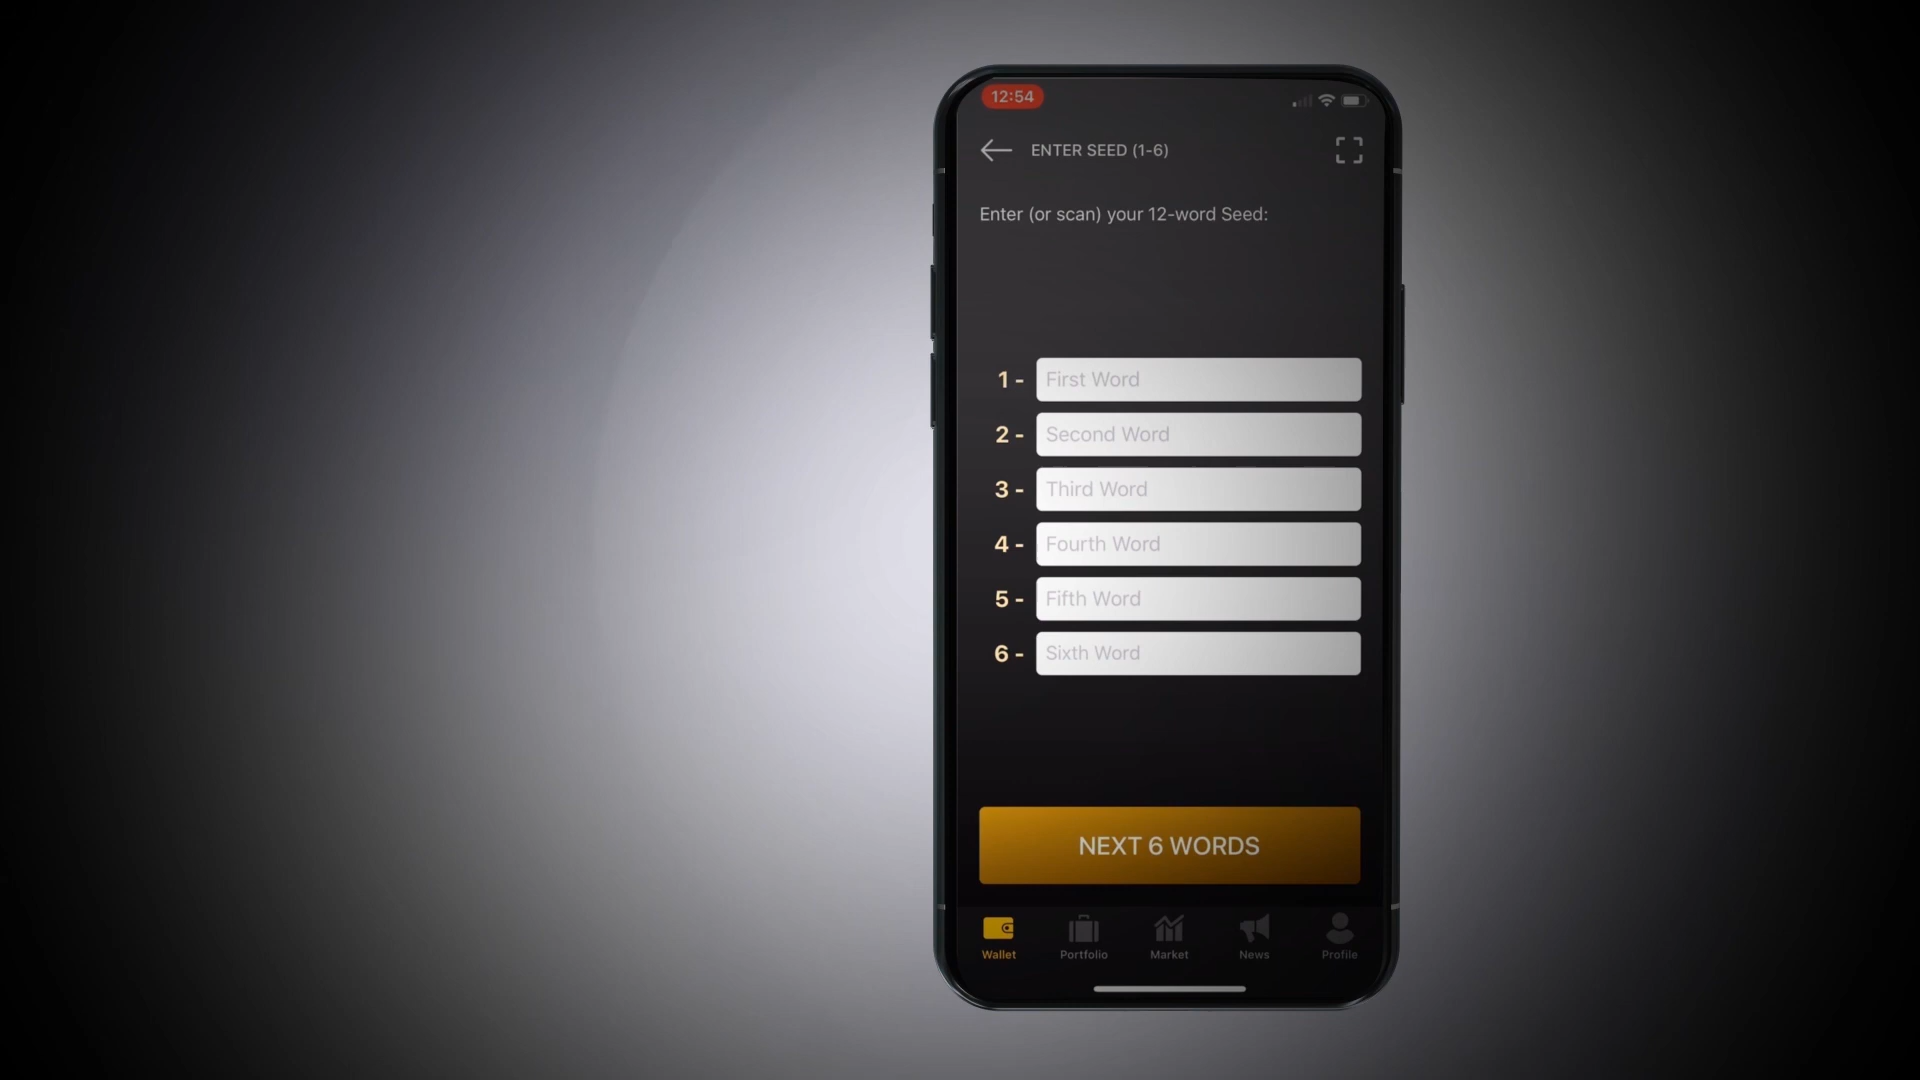 12:54
ENTER SEED (1-6)
Enter (or scan) your 12-word Seed:
1 - First Word
2 - Second Word
3 - Third Word
4 - Fourth Word
5 - Fifth Word
6 - Sixth Word
NEXT 6 WORDS
Wallet Portfolio Market News Profile